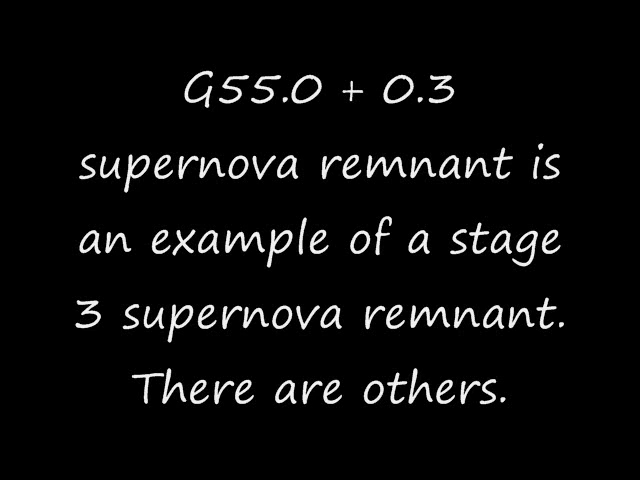 G55.0 + 0.3
supernova remnant is
an example of a stage
3 supernova remnant.
There are others.